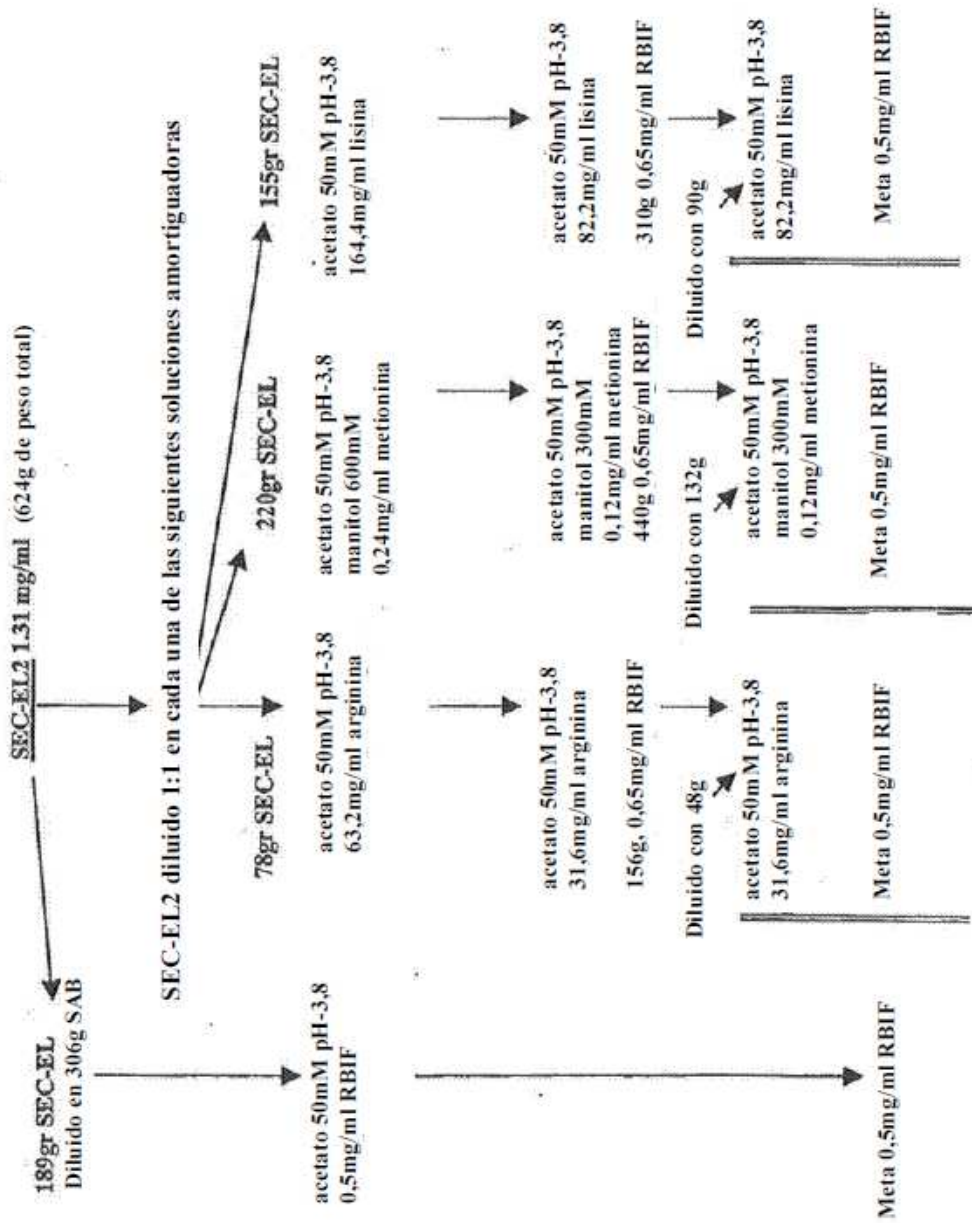 SEC-EL2 1.31 mg/ml (624g de peso total)
189gr SEC-EL
Diluido en 306g SAB
SEC-EL2 diluido 1:1 en cada una de las siguientes soluciones amortiguadoras
78gr SEC-EL
220gr SEC-EL
155gr SEC-EL
acetato 50mM pH-3,8
0,5mg/ml RBIF
acetato 50mM pH-3,8
63,2mg/ml arginina
acetato 50mM pH-3,8
manitol 600mM
0,24mg/ml metionina
acetato 50mM pH-3,8
164,4mg/ml lisina
acetato 50mM pH-3,8
31,6mg/ml arginina
156g, 0,65mg/ml RBIF
acetato 50mM pH-3,8
manitol 300mM
0,12mg/ml metionina
440g 0,65mg/ml RBIF
acetato 50mM pH-3,8
82,2mg/ml lisina
310g 0,65mg/ml RBIF
Diluido con 48g
Diluido con 132g
Diluido con 90g
acetato 50mM pH-3,8
31,6mg/ml arginina
acetato 50mM pH-3,8
manitol 300mM
0,12mg/ml metionina
acetato 50mM pH-3,8
82,2mg/ml lisina
Meta 0,5mg/ml RBIF
Meta 0,5mg/ml RBIF
Meta 0,5mg/ml RBIF
Meta 0,5mg/ml RBIF